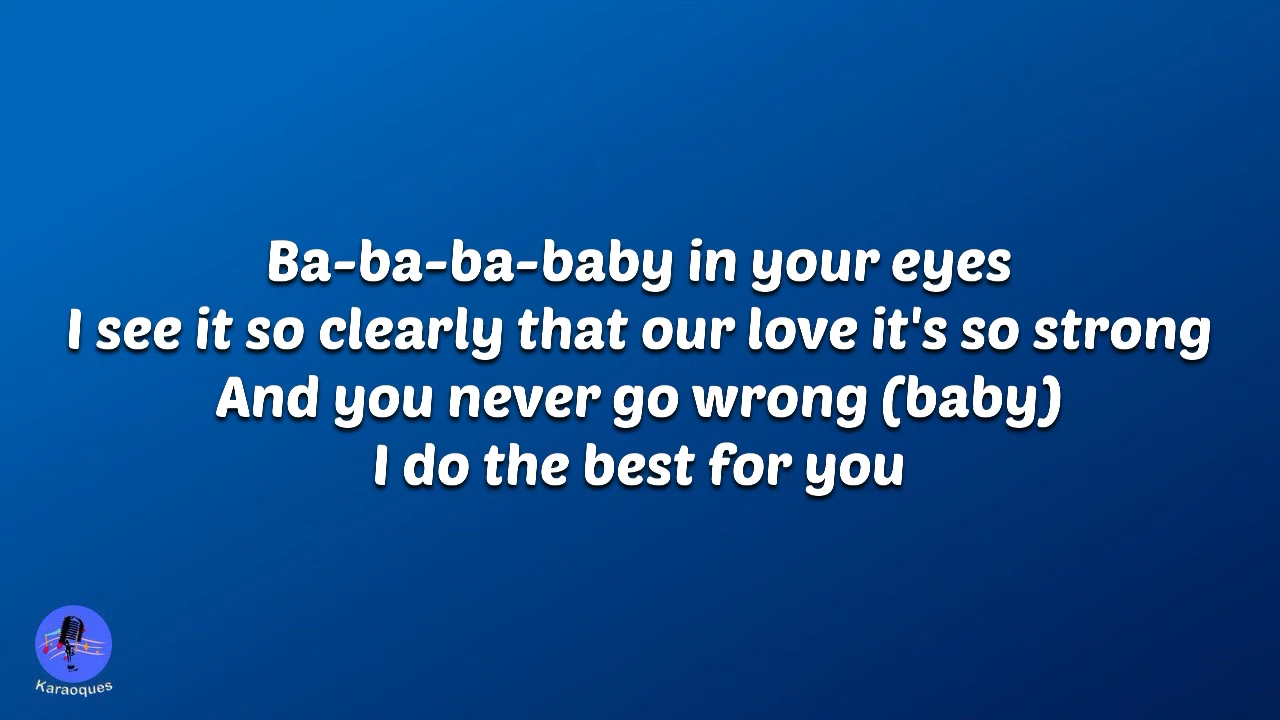 Ba-ba-ba-baby in your eyes
I see it so clearly that our love it's so strong
And you never go wrong (baby)
I do the best for you
Karaoques